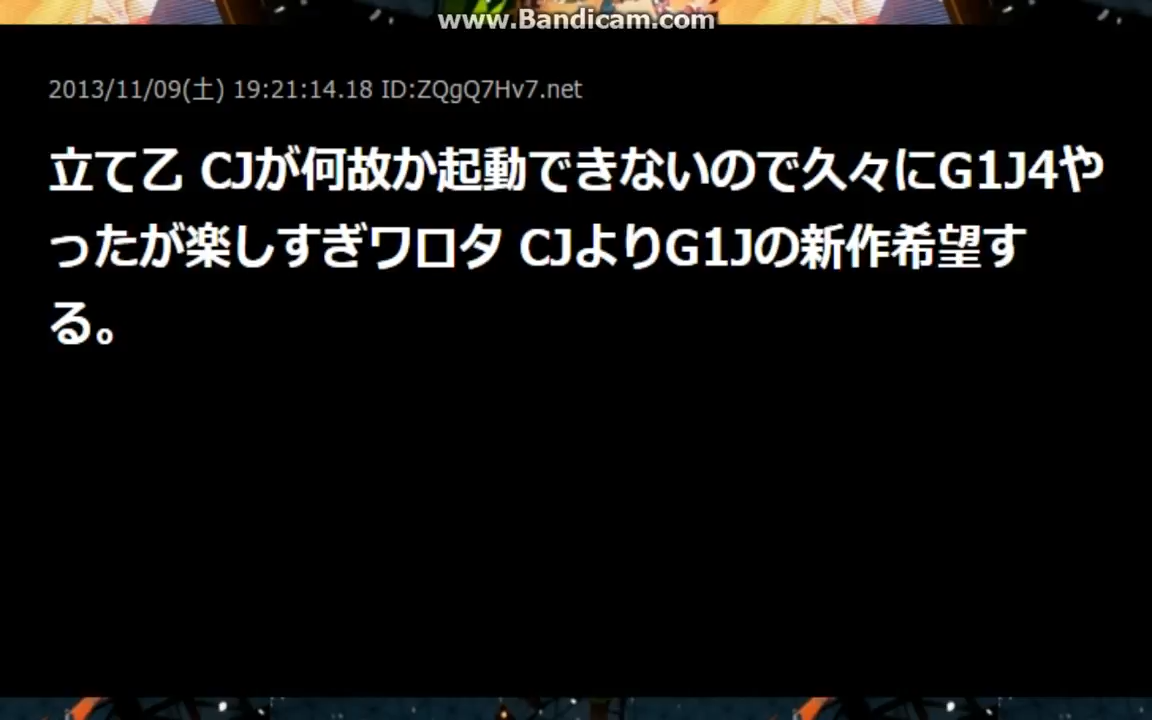 www.Bandicam.com
2013/11/09(土) 19:21:14.18 ID:ZQgQ7Hv7.net
立て乙 CJが何故か起動できないので久々にG1J4や
ったが楽しすぎワロタ CJよりG1Jの新作希望す
る。